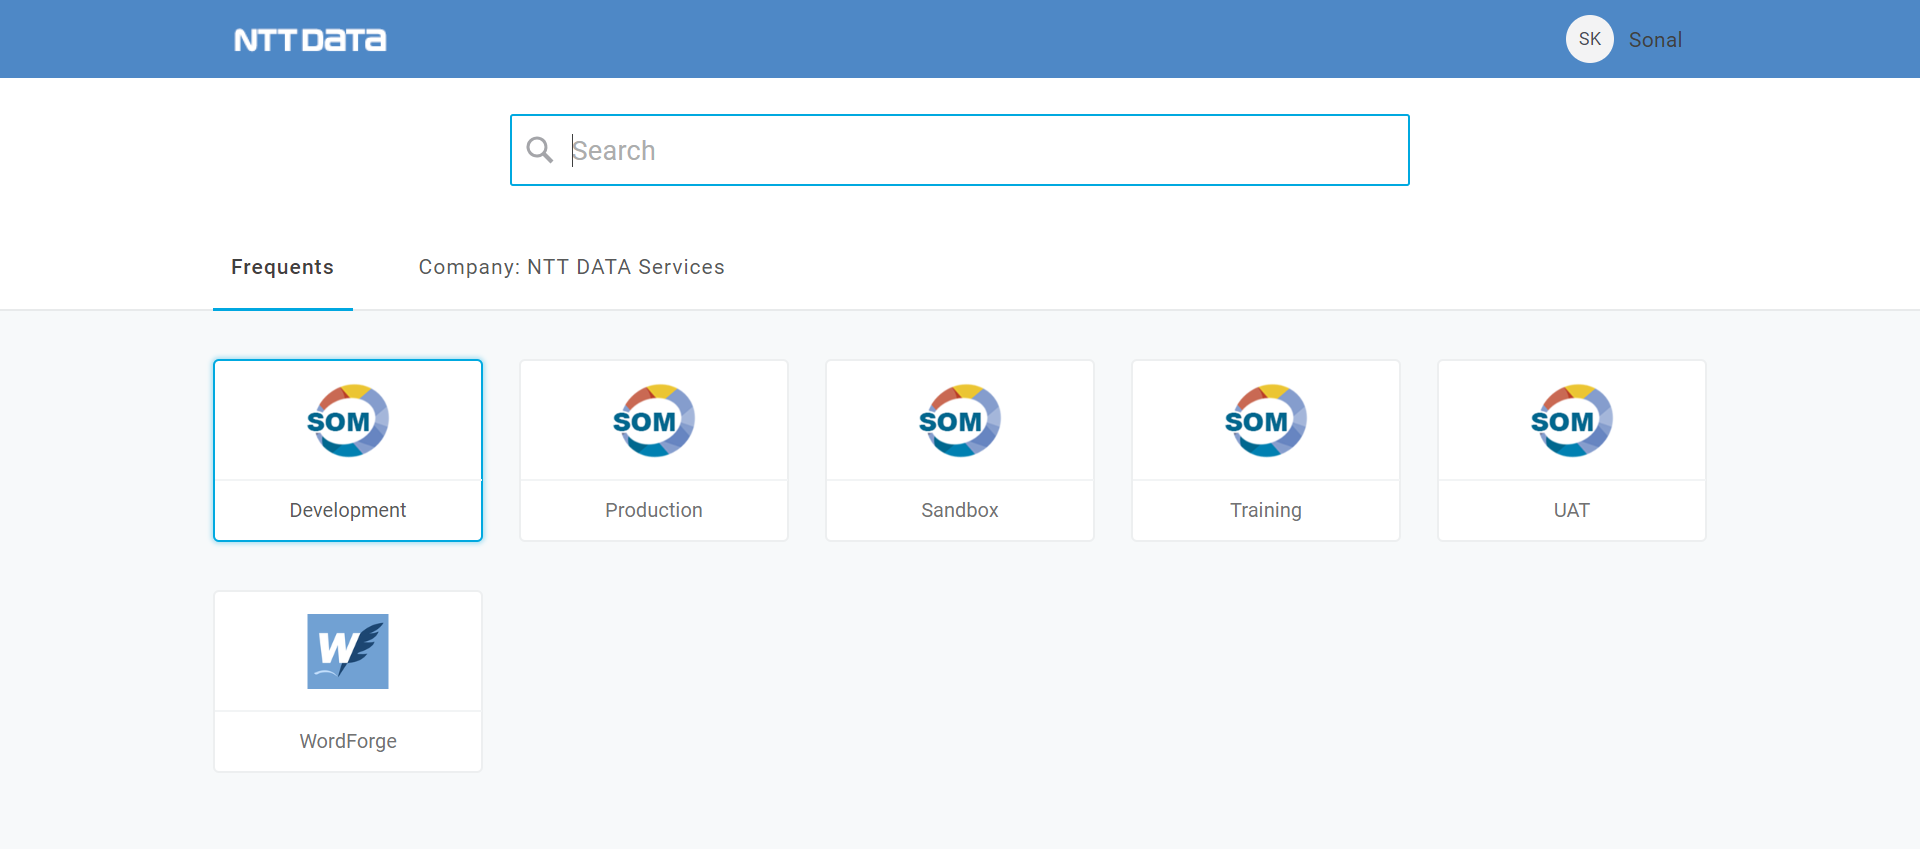 NTT DATA
SK Sonal
Search
Frequents Company: NTT DATA Services
SOM SOM SOM SOM SOM
Development Production Sandbox Training UAT
W
WordForge